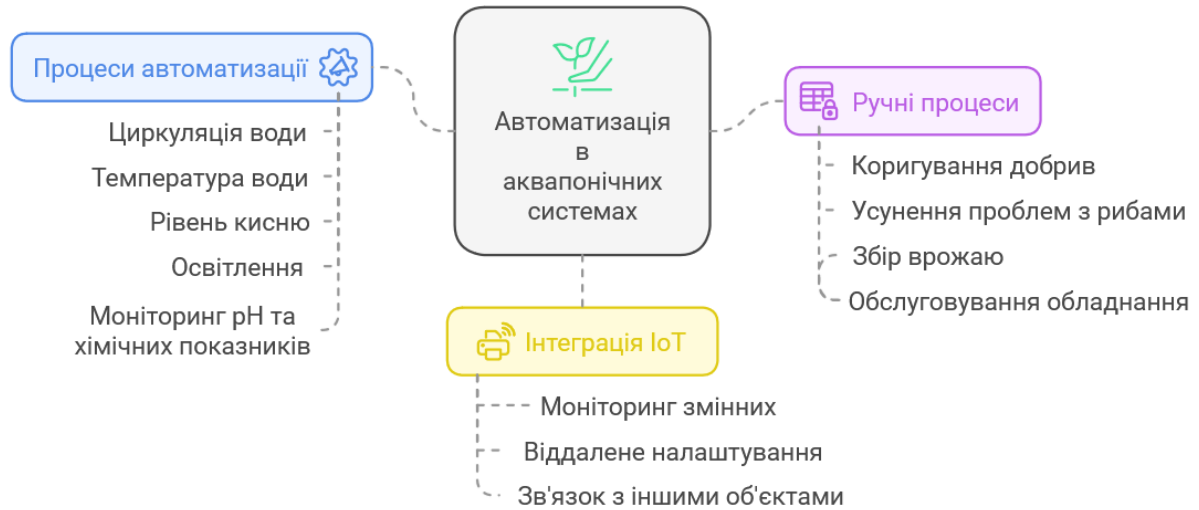 Автоматизація
в
аквапонічних
системах
Процеси автоматизації
Циркуляція води
Температура води
Рівень кисню
Освітлення
Моніторинг pH та
хімічних показників
Ручні процеси
Коригування добрив
Усунення проблем з рибами
Збір врожаю
Обслуговування обладнання
Інтеграція IoT
Моніторинг змінних
Віддалене налаштування
Зв'язок з іншими об'єктами